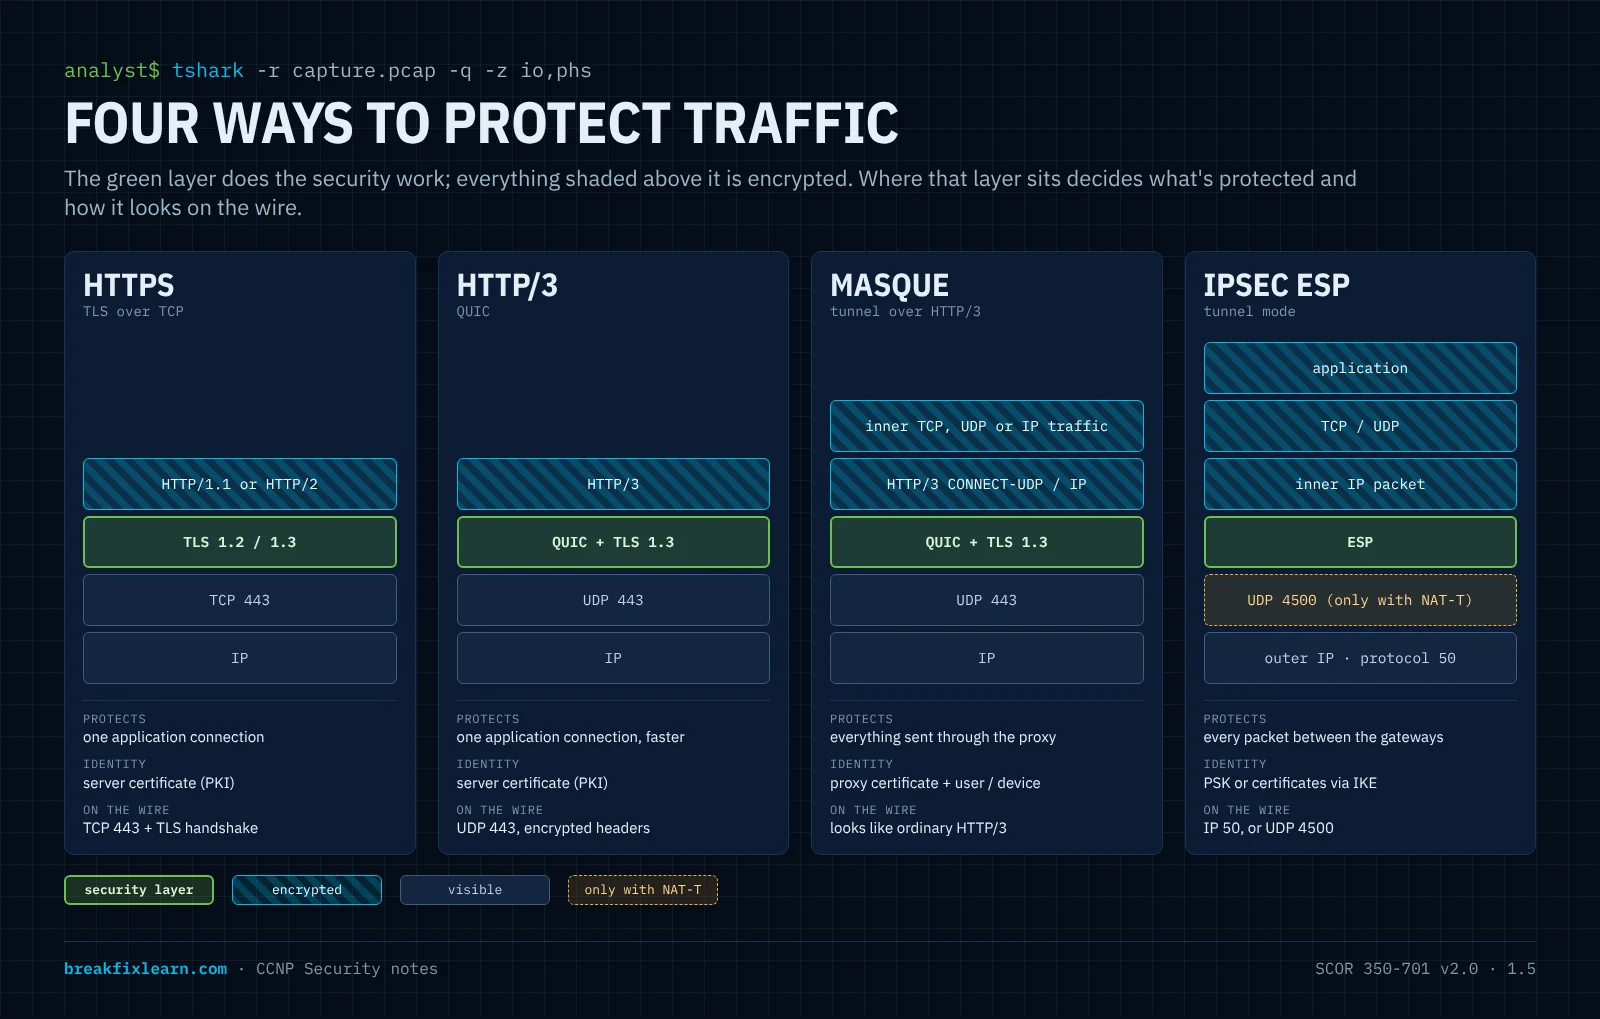 analyst$ tshark -r capture.pcap -q -z io,phs
FOUR WAYS TO PROTECT TRAFFIC
The green layer does the security work; everything shaded above it is encrypted. Where that layer sits decides what's protected and
how it looks on the wire.
HTTPS
TLS over TCP
HTTP/1.1 or HTTP/2
TLS 1.2 / 1.3
TCP 443
IP
PROTECTS
one application connection
IDENTITY
server certificate (PKI)
ON THE WIRE
TCP 443 + TLS handshake
HTTP/3
QUIC
HTTP/3
QUIC + TLS 1.3
UDP 443
IP
PROTECTS
one application connection, faster
IDENTITY
server certificate (PKI)
ON THE WIRE
UDP 443, encrypted headers
MASQUE
tunnel over HTTP/3
inner TCP, UDP or IP traffic
HTTP/3 CONNECT-UDP / IP
QUIC + TLS 1.3
UDP 443
IP
PROTECTS
everything sent through the proxy
IDENTITY
proxy certificate + user / device
ON THE WIRE
looks like ordinary HTTP/3
IPSEC ESP
tunnel mode
application
TCP / UDP
inner IP packet
ESP
UDP 4500 (only with NAT-T)
outer IP · protocol 50
PROTECTS
every packet between the gateways
IDENTITY
PSK or certificates via IKE
ON THE WIRE
IP 50, or UDP 4500
security layer
encrypted
visible
only with NAT-T
breakfixlearn.com · CCNP Security notes
SCOR 350-701 v2.0 · 1.5